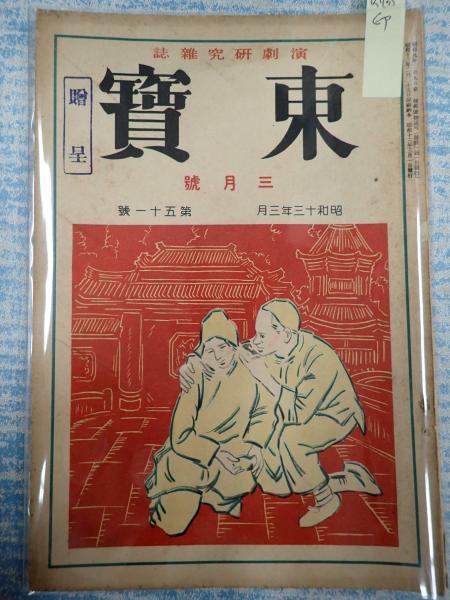 演劇研究雜誌
東寶
三月號
昭和十三年三月　第五十一號
贈呈